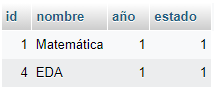 id nombre año estado
1 Matemática 1 1
4 EDA 1 1